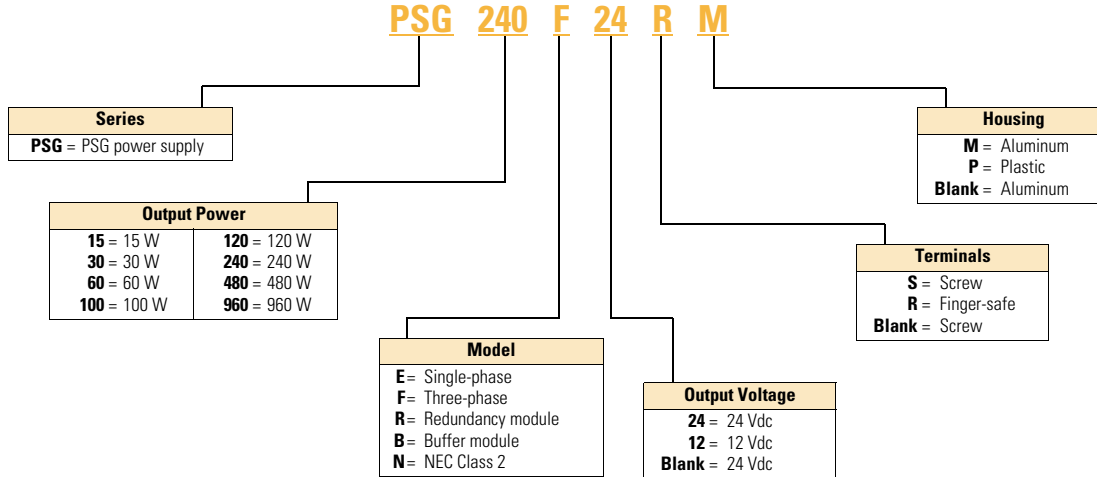 PSG 240 F 24 R M
Series
PSG = PSG power supply
Housing
M = Aluminum
P = Plastic
Blank = Aluminum
Output Power
15 = 15 W 120 = 120 W
30 = 30 W 240 = 240 W
60 = 60 W 480 = 480 W
100 = 100 W 960 = 960 W
Terminals
S = Screw
R = Finger-safe
Blank = Screw
Model
E = Single-phase
F = Three-phase
R = Redundancy module
B = Buffer module
N = NEC Class 2
Output Voltage
24 = 24 Vdc
12 = 12 Vdc
Blank = 24 Vdc